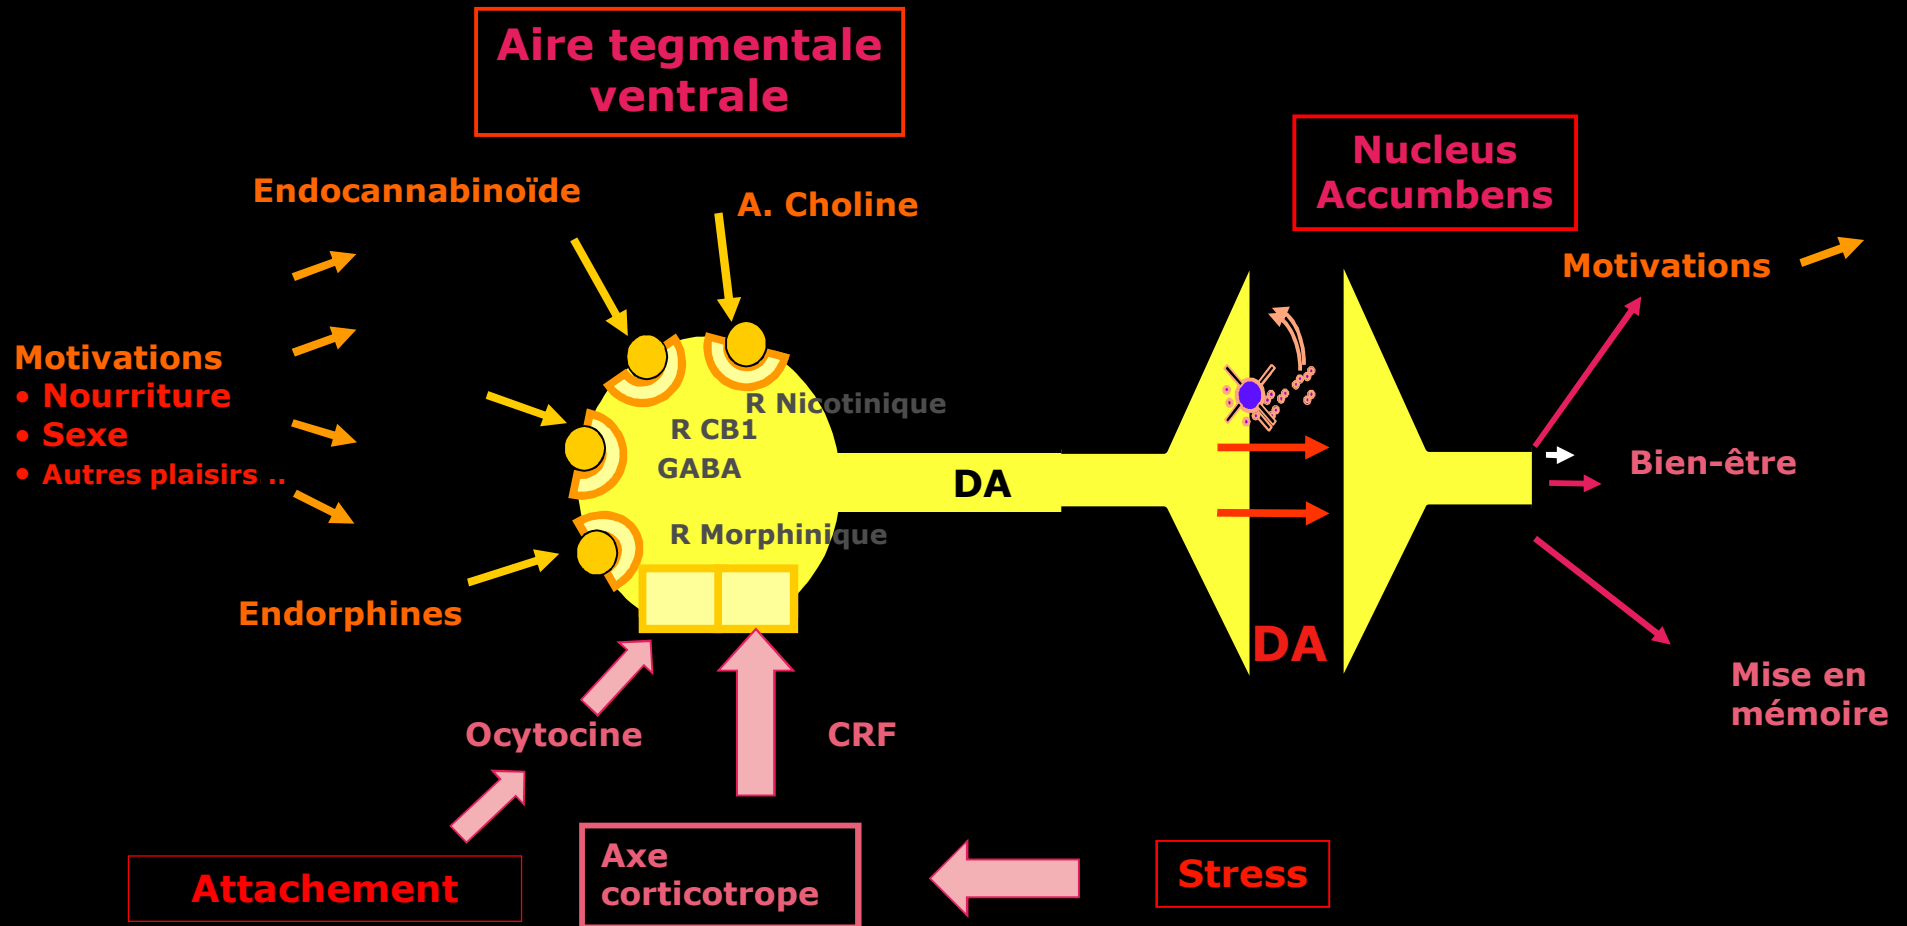 Aire tegmentale
ventrale
Nucleus
Accumbens
Endocannabinoïde
A. Choline
Motivations
Motivations
• Nourriture
• Sexe
• Autres plaisirs ..
R Nicotinique
R CB1
GABA
DA
Bien-être
R Morphinique
Endorphines
DA
Mise en
mémoire
Ocytocine
CRF
Axe
corticotrope
Attachement
Stress